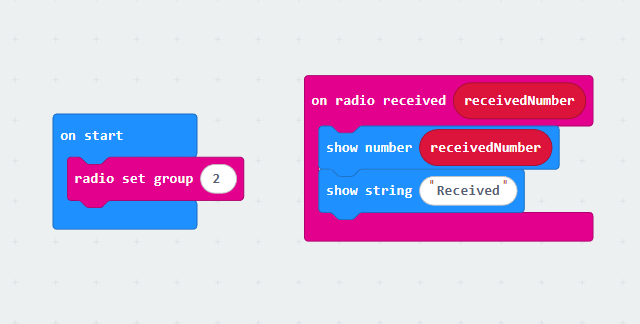 on start
radio set group 2
on radio received receivedNumber
show number receivedNumber
show string "Received"